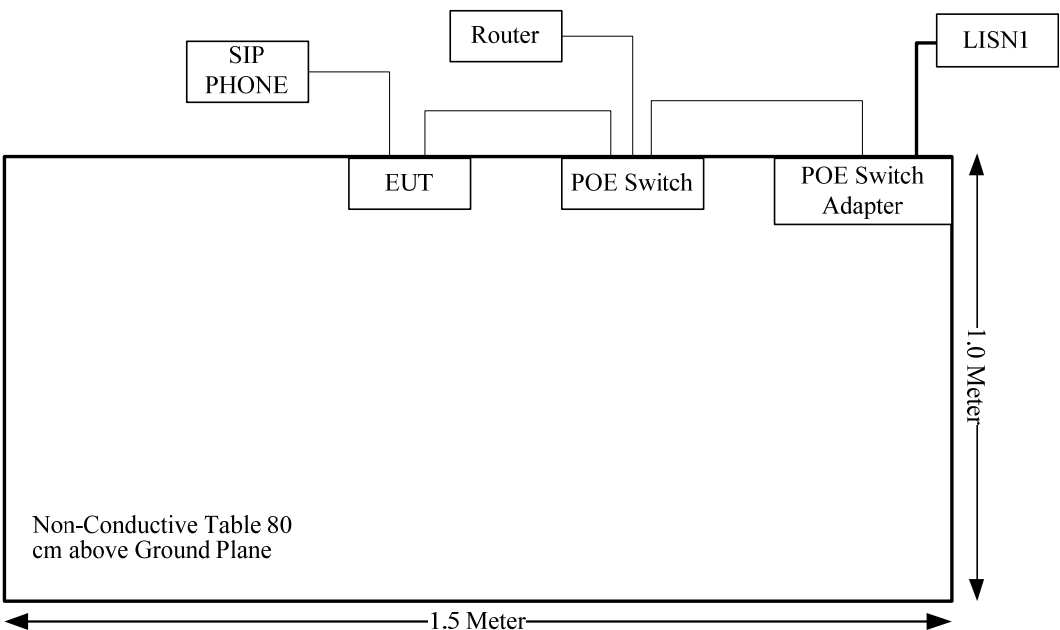 SIP
PHONE
Router
LISN1
EUT
POE Switch
POE Switch
Adapter
1.0 Meter
Non-Conductive Table 80
cm above Ground Plane
1.5 Meter